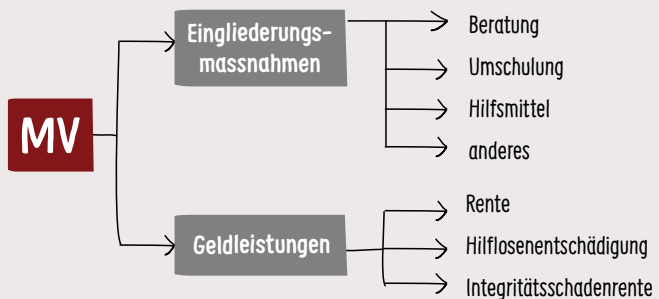 MV
Eingliederungs-
massnahmen
Beratung
Umschulung
Hilfsmittel
anderes
Geldleistungen
Rente
Hilflosenentschädigung
Integritätsschadenrente